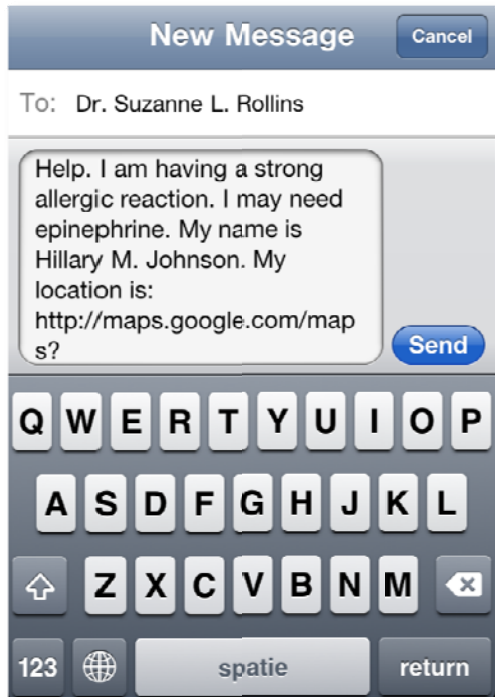 New Message Cancel
To: Dr. Suzanne L. Rollins
Help. I am having a strong
allergic reaction. I may need
epinephrine. My name is
Hillary M. Johnson. My
location is:
http://maps.google.com/map
s?
Send
Q W E R T Y U I O P
A S D F G H J K L
Z X C V B N M
123 spatie return